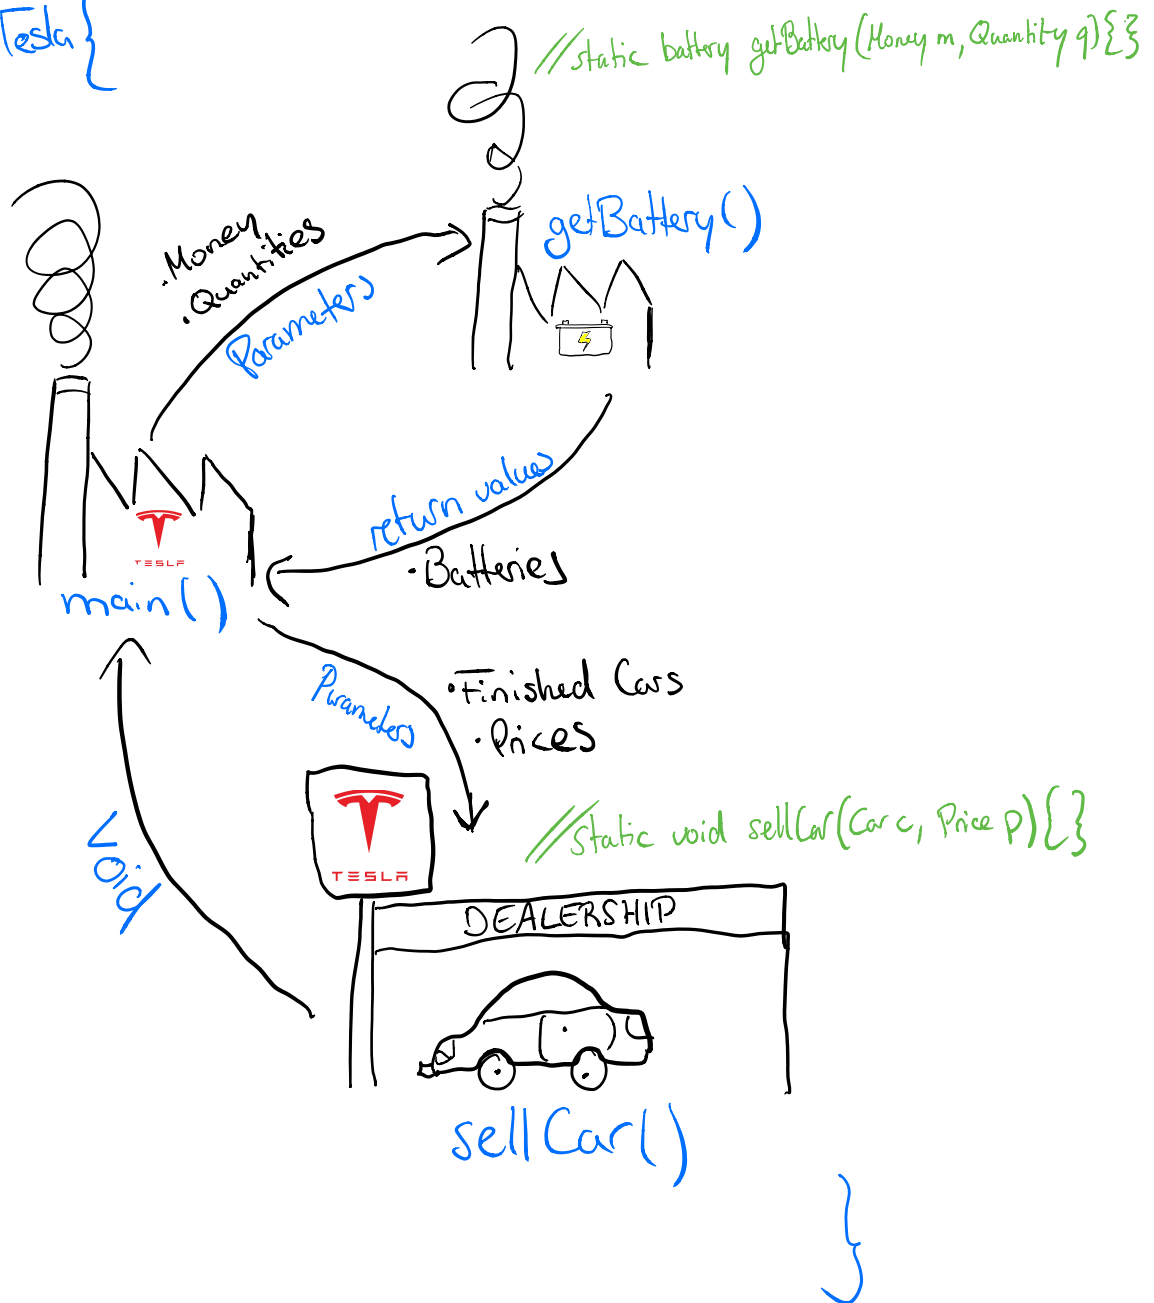 Tesla {
//static battery getBattery(Money m, Quantity q){}
getBattery()
• Money
• Quantities
Parameters
return values
• Batteries
TESLA
main()
Parameters
• Finished Cars
• Prices
void
TESLA
//static void sellCar(Car c, Price p){}
DEALERSHIP
sellCar()
}